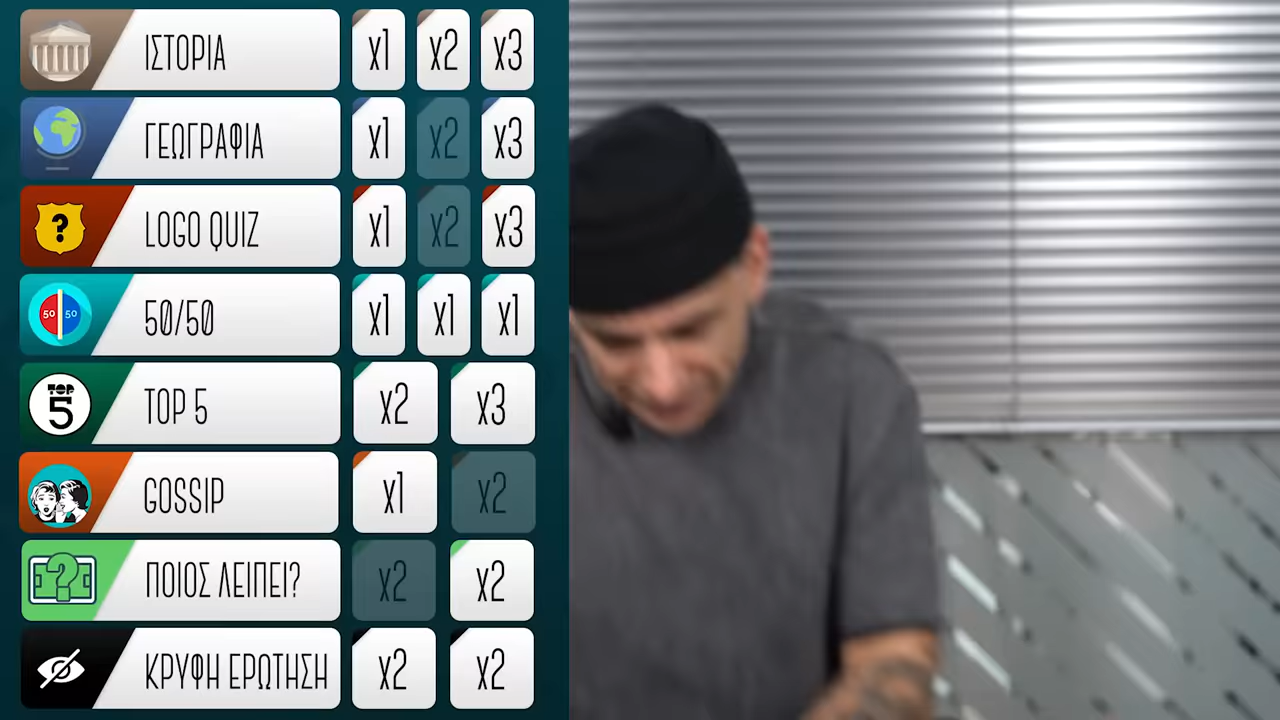 ΙΣΤΟΡΙΑ x1 x2 x3
ΓΕΩΓΡΑΦΙΑ x1 x2 x3
? LOGO QUIZ x1 x2 x3
50 50 50/50 x1 x1 x1
TOP 5 TOP 5 x2 x3
GOSSIP x1 x2
? ΠΟΙΟΣ ΛΕΙΠΕΙ? x2 x2
ΚΡΥΦΗ ΕΡΩΤΗΣΗ x2 x2